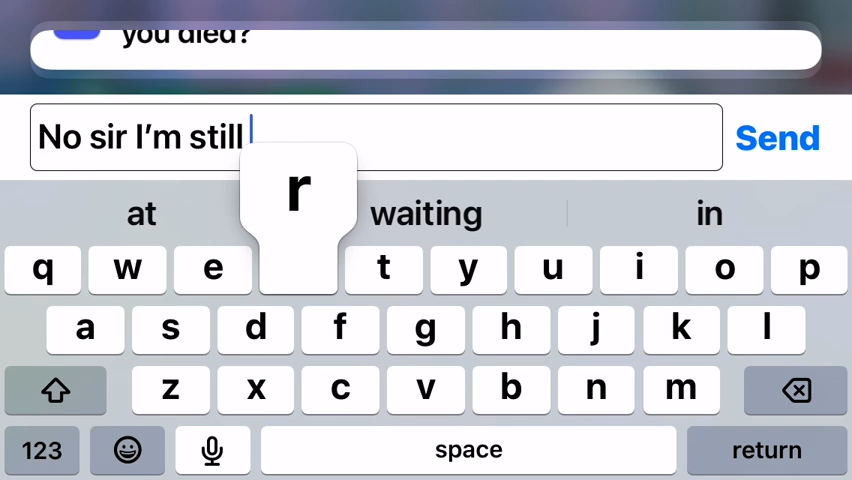 you died?
No sir I'm still
Send
r
at waiting in
q w e t y u i o p
a s d f g h j k l
z x c v b n m
123 space return